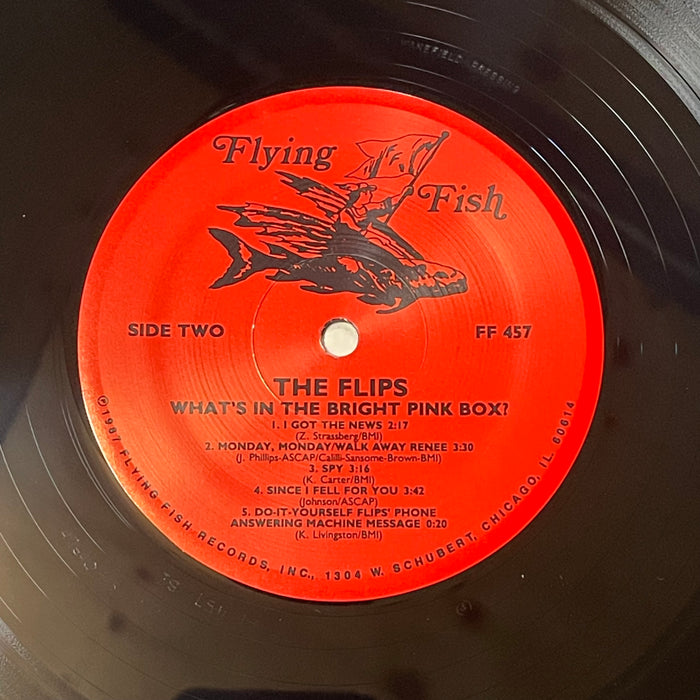 WAKEFIELD PRESSING
Flying
Fish
SIDE TWO
FF 457
THE FLIPS
WHAT'S IN THE BRIGHT PINK BOX?
1. I GOT THE NEWS 2:17
(Z. Strassberg/BMI)
2. MONDAY, MONDAY/WALK AWAY RENEE 3:30
(J. Phillips-ASCAP/Calilli-Sansome-Brown-BMI)
3. SPY 3:16
(K. Carter/BMI)
4. SINCE I FELL FOR YOU 3:42
(Johnson/ASCAP)
5. DO-IT-YOURSELF FLIPS' PHONE
ANSWERING MACHINE MESSAGE 0:20
(K. Livingston/BMI)
℗1987 FLYING FISH RECORDS, INC., 1304 W. SCHUBERT, CHICAGO, IL 60614